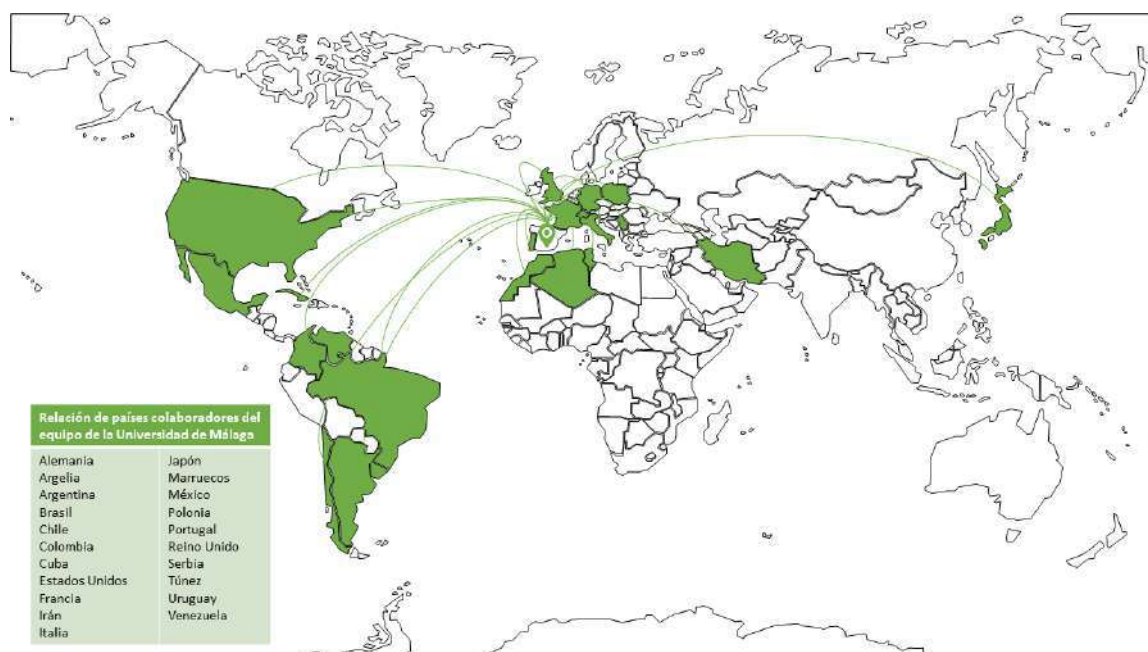 Relación de países colaboradores del
equipo de la Universidad de Málaga
Alemania
Argelia
Argentina
Brasil
Chile
Colombia
Cuba
Estados Unidos
Francia
Irán
Italia
Japón
Marruecos
México
Polonia
Portugal
Reino Unido
Serbia
Túnez
Uruguay
Venezuela